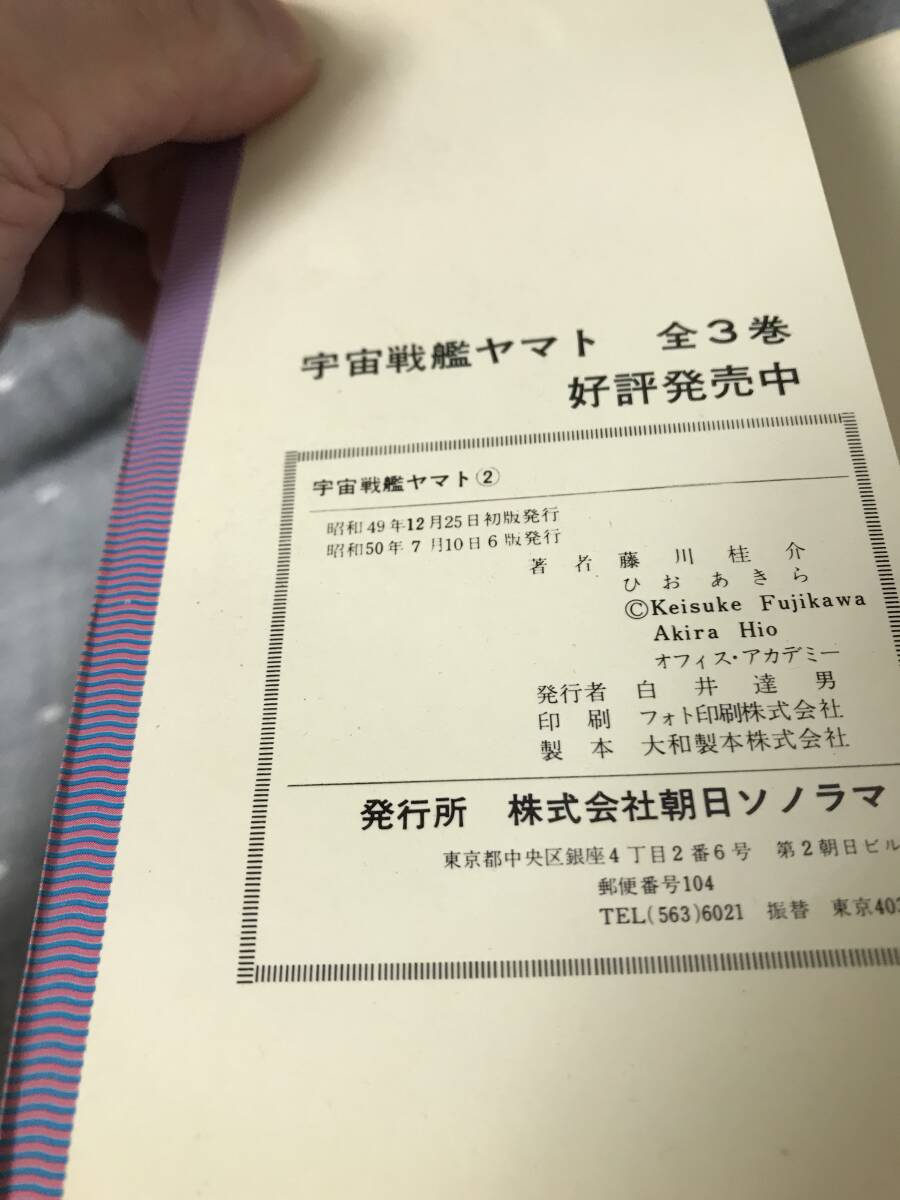 宇宙戦艦ヤマト 全3巻
好評発売中
宇宙戦艦ヤマト②
昭和49年12月25日初版発行
昭和50年7月10日6版発行
著者 藤川桂介
ひおあきら
©Keisuke Fujikawa
Akira Hio
オフィス・アカデミー
発行者 白井達男
印刷 フォト印刷株式会社
製本 大和製本株式会社
発行所 株式会社朝日ソノラマ
東京都中央区銀座4丁目2番6号 第2朝日ビル
郵便番号104
TEL(563)6021 振替 東京